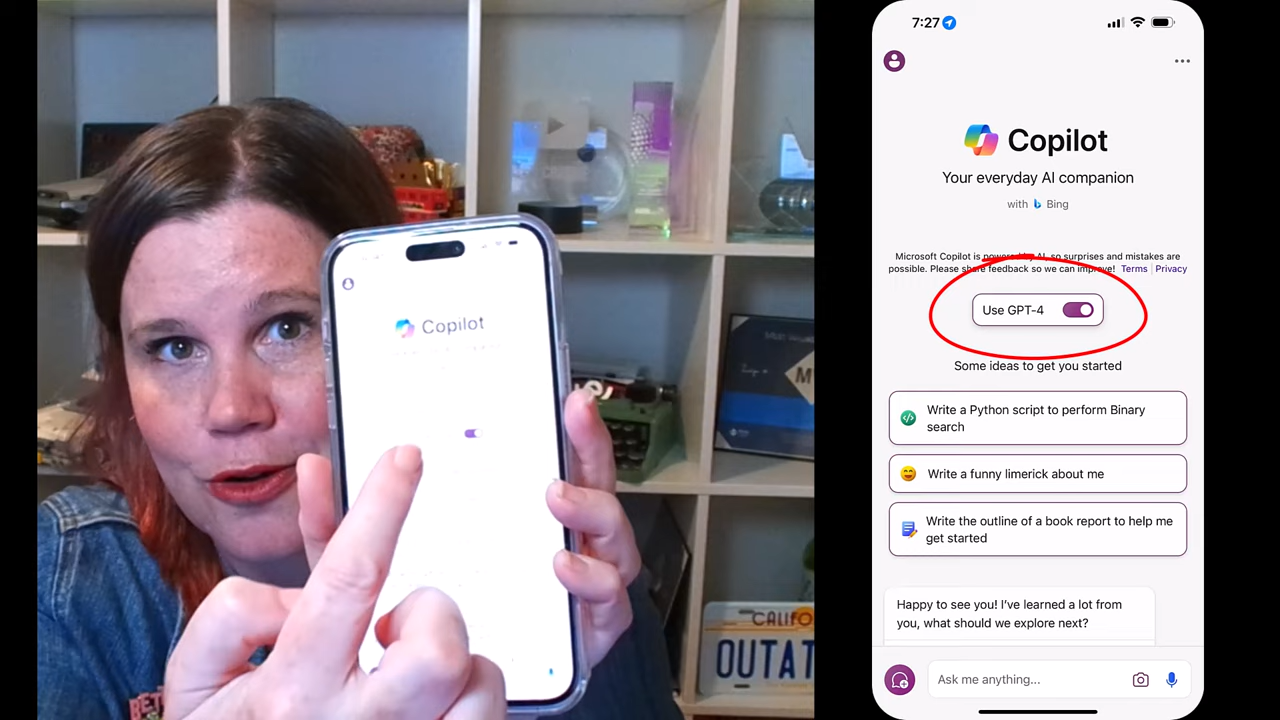 Copilot
CALIFO
OUTAT
7:27
Copilot
Your everyday AI companion
with Bing
Microsoft Copilot is powered by AI, so surprises and mistakes are
possible. Please share feedback so we can improve! Terms | Privacy
Use GPT-4
Some ideas to get you started
Write a Python script to perform Binary
search
Write a funny limerick about me
Write the outline of a book report to help me
get started
Happy to see you! I've learned a lot from
you, what should we explore next?
Ask me anything...